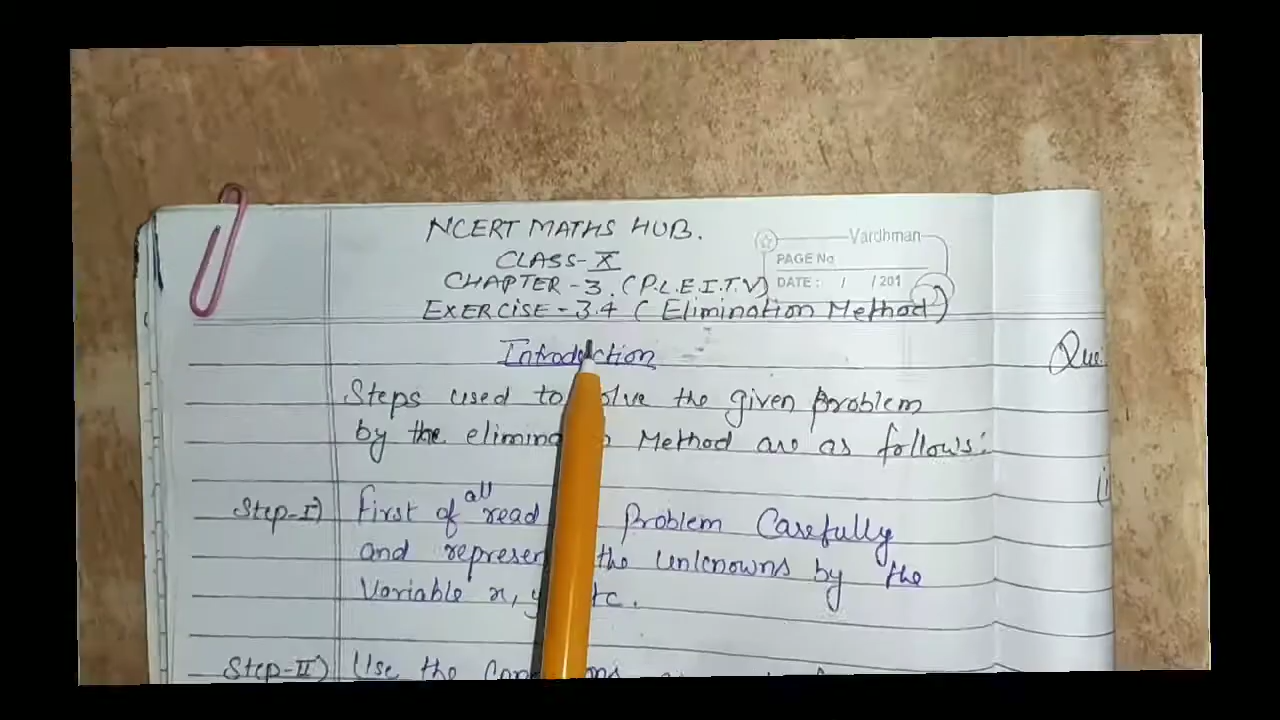 NCERT MATHS HUB.
CLASS-X
CHAPTER-3. (P.L.E.I.T.V)
EXERCISE-3.4 (Elimination Method)
Vardhman
PAGE No
DATE: / /201
Introduction
Que.
Steps used to the given problem
by the Method are as follows:
Step-I) First of all read problem Carefully
and the unknowns by the
Variable x,
Step-II) Use the